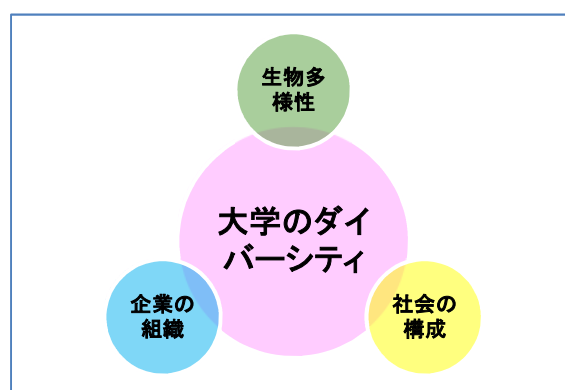 生物多
様性
大学のダイ
バーシティ
企業の
組織
社会の
構成